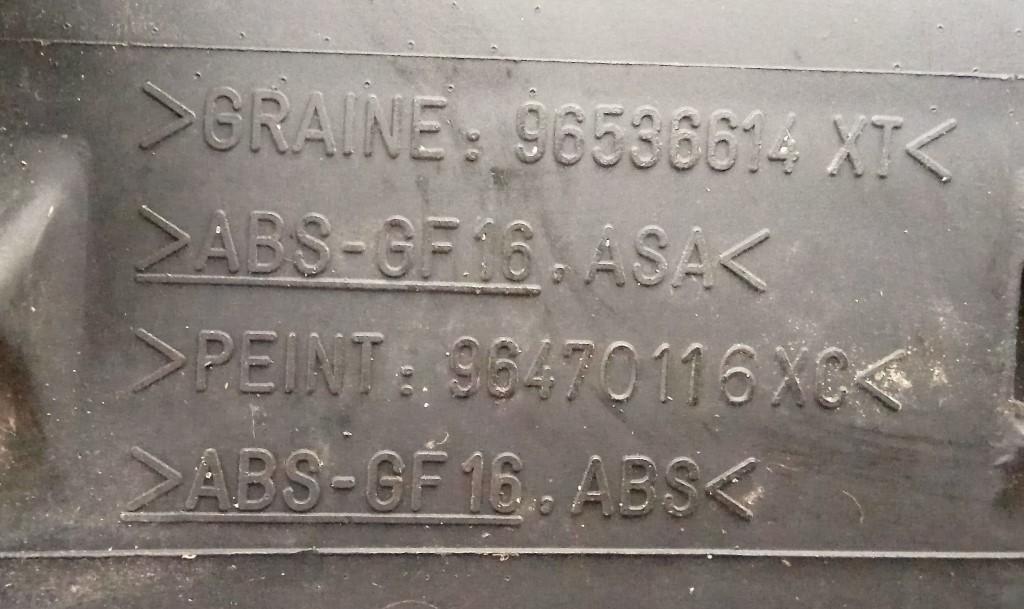 >GRAINE: 96536614 XT<
>ABS-GF16.ASA<
>PEINT: 96470116XC<
>ABS-GF16.ABS<